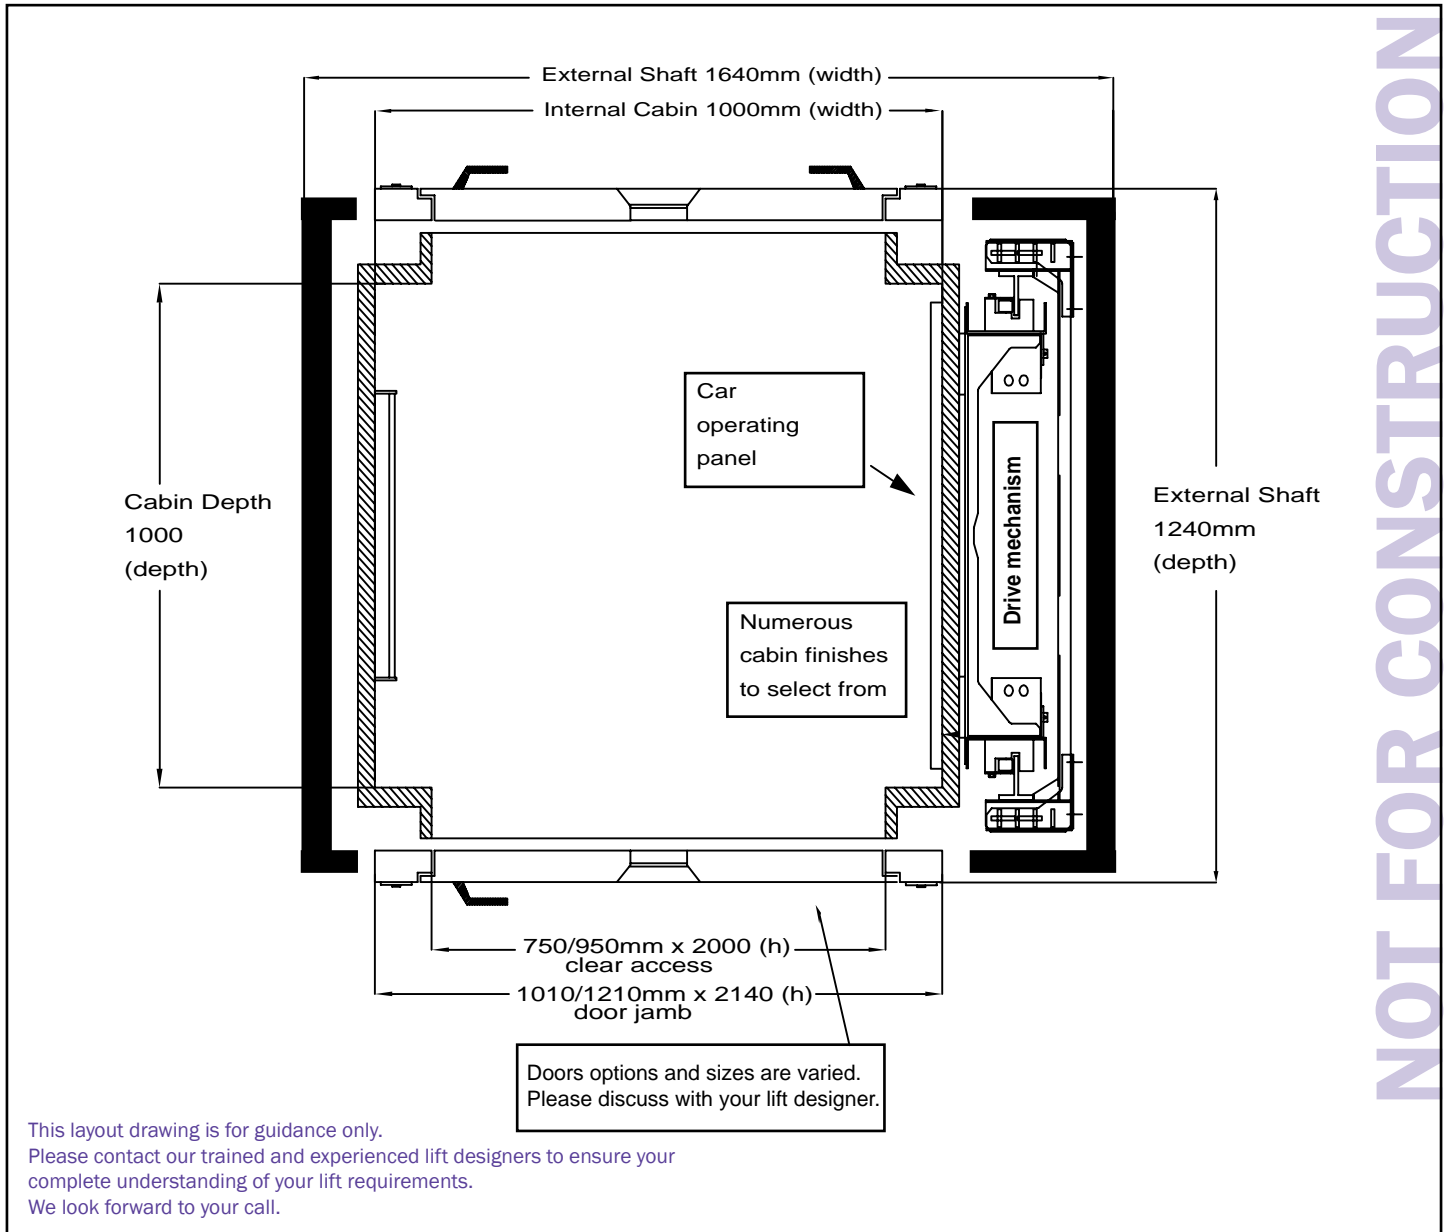 External Shaft 1640mm (width)
Internal Cabin 1000mm (width)
Car
operating
panel
Cabin Depth
1000
(depth)
Drive mechanism
External Shaft
1240mm
(depth)
Numerous
cabin finishes
to select from
750/950mm x 2000 (h)
clear access
1010/1210mm x 2140 (h)
door jamb
Doors options and sizes are varied.
Please discuss with your lift designer.
This layout drawing is for guidance only.
Please contact our trained and experienced lift designers to ensure your
complete understanding of your lift requirements.
We look forward to your call.
NOT FOR CONSTRUCTION